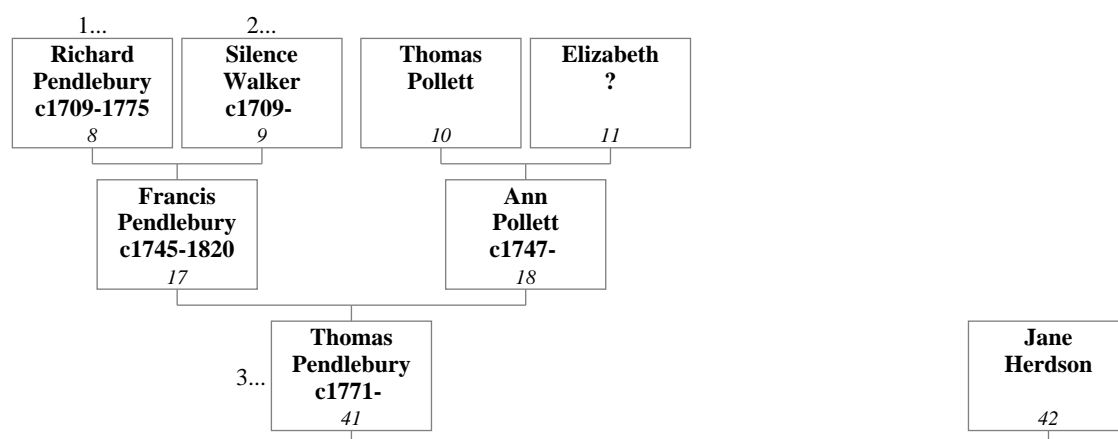 1...
2...
Richard
Pendlebury
c1709-1775
8
Silence
Walker
c1709-
9
Thomas
Pollett
10
Elizabeth
?
11
Francis
Pendlebury
c1745-1820
17
Ann
Pollett
c1747-
18
3...
Thomas
Pendlebury
c1771-
41
Jane
Herdson
42